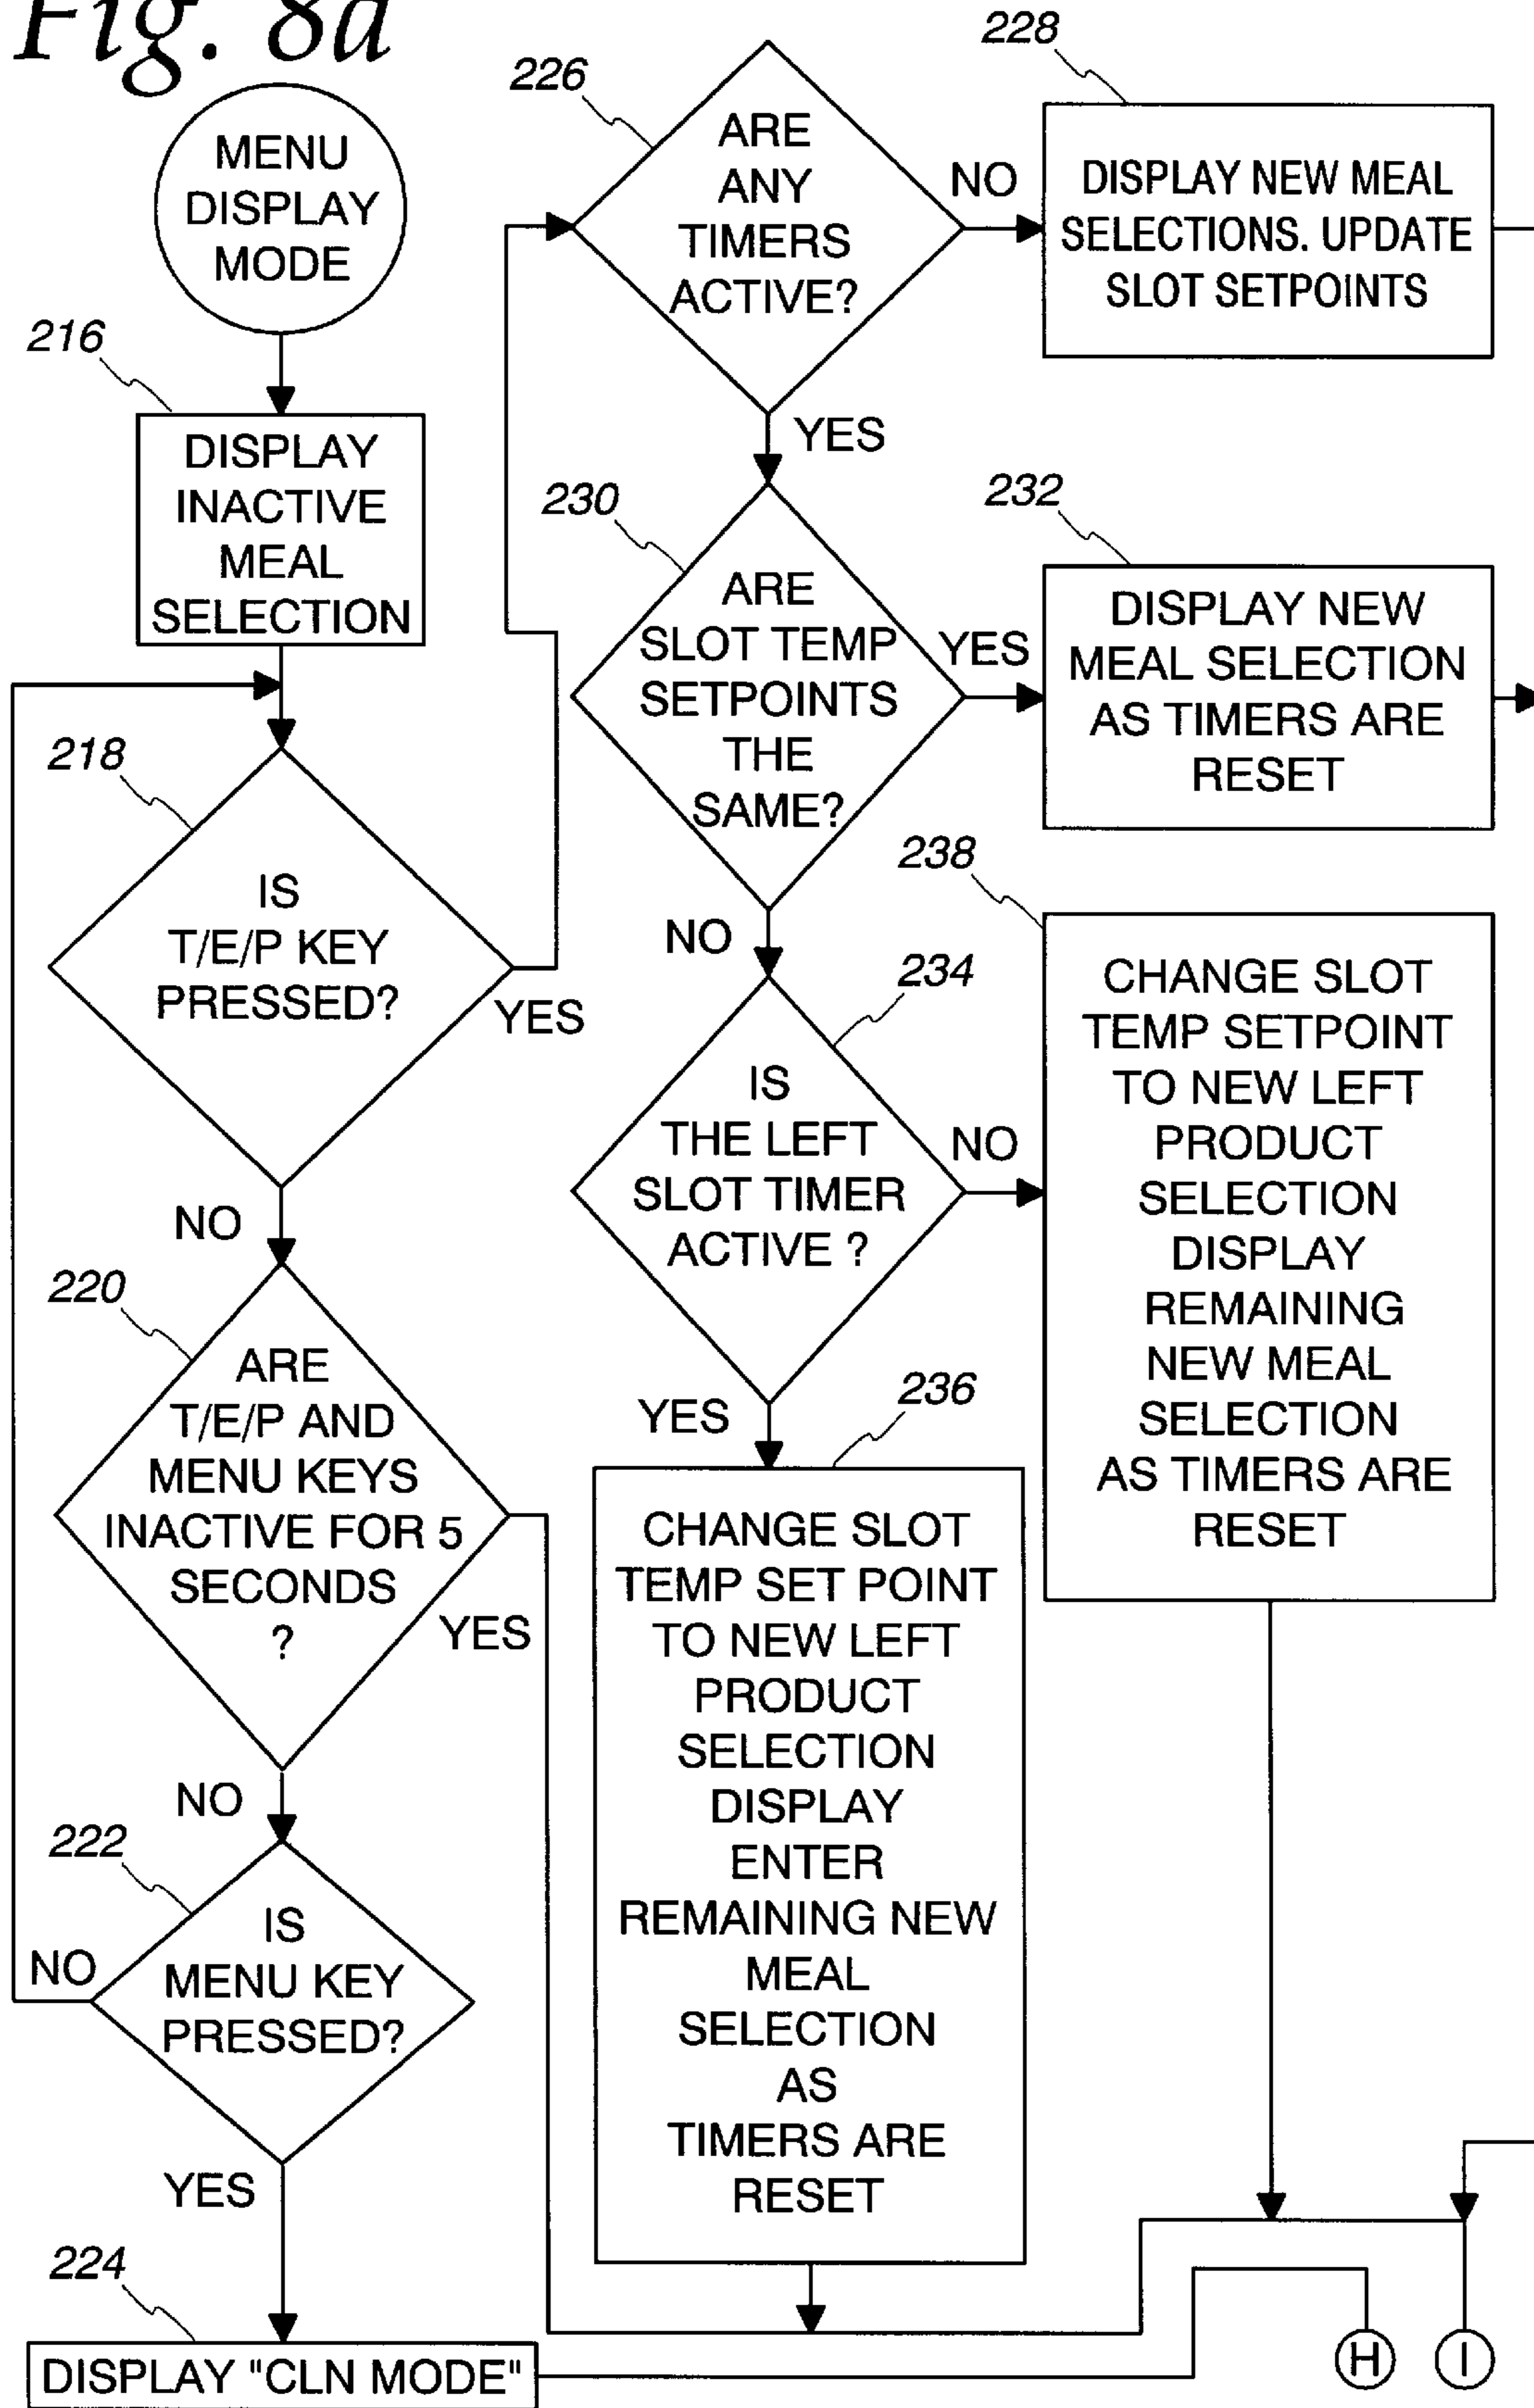 Fig. 8a
MENU
DISPLAY
MODE
216
DISPLAY
INACTIVE
MEAL
SELECTION
218
IS
T/E/P KEY
PRESSED?
YES
NO
220
ARE
T/E/P AND
MENU KEYS
INACTIVE FOR 5
SECONDS
?
YES
NO
222
IS
MENU KEY
PRESSED?
NO
YES
224
DISPLAY "CLN MODE"
226
ARE
ANY
TIMERS
ACTIVE?
NO
YES
228
DISPLAY NEW MEAL
SELECTIONS. UPDATE
SLOT SETPOINTS
230
ARE
SLOT TEMP
SETPOINTS
THE
SAME?
YES
NO
232
DISPLAY NEW
MEAL SELECTION
AS TIMERS ARE
RESET
234
IS
THE LEFT
SLOT TIMER
ACTIVE ?
NO
YES
236
CHANGE SLOT
TEMP SET POINT
TO NEW LEFT
PRODUCT
SELECTION
DISPLAY
ENTER
REMAINING NEW
MEAL
SELECTION
AS
TIMERS ARE
RESET
238
CHANGE SLOT
TEMP SETPOINT
TO NEW LEFT
PRODUCT
SELECTION
DISPLAY
REMAINING
NEW MEAL
SELECTION
AS TIMERS ARE
RESET
H
I